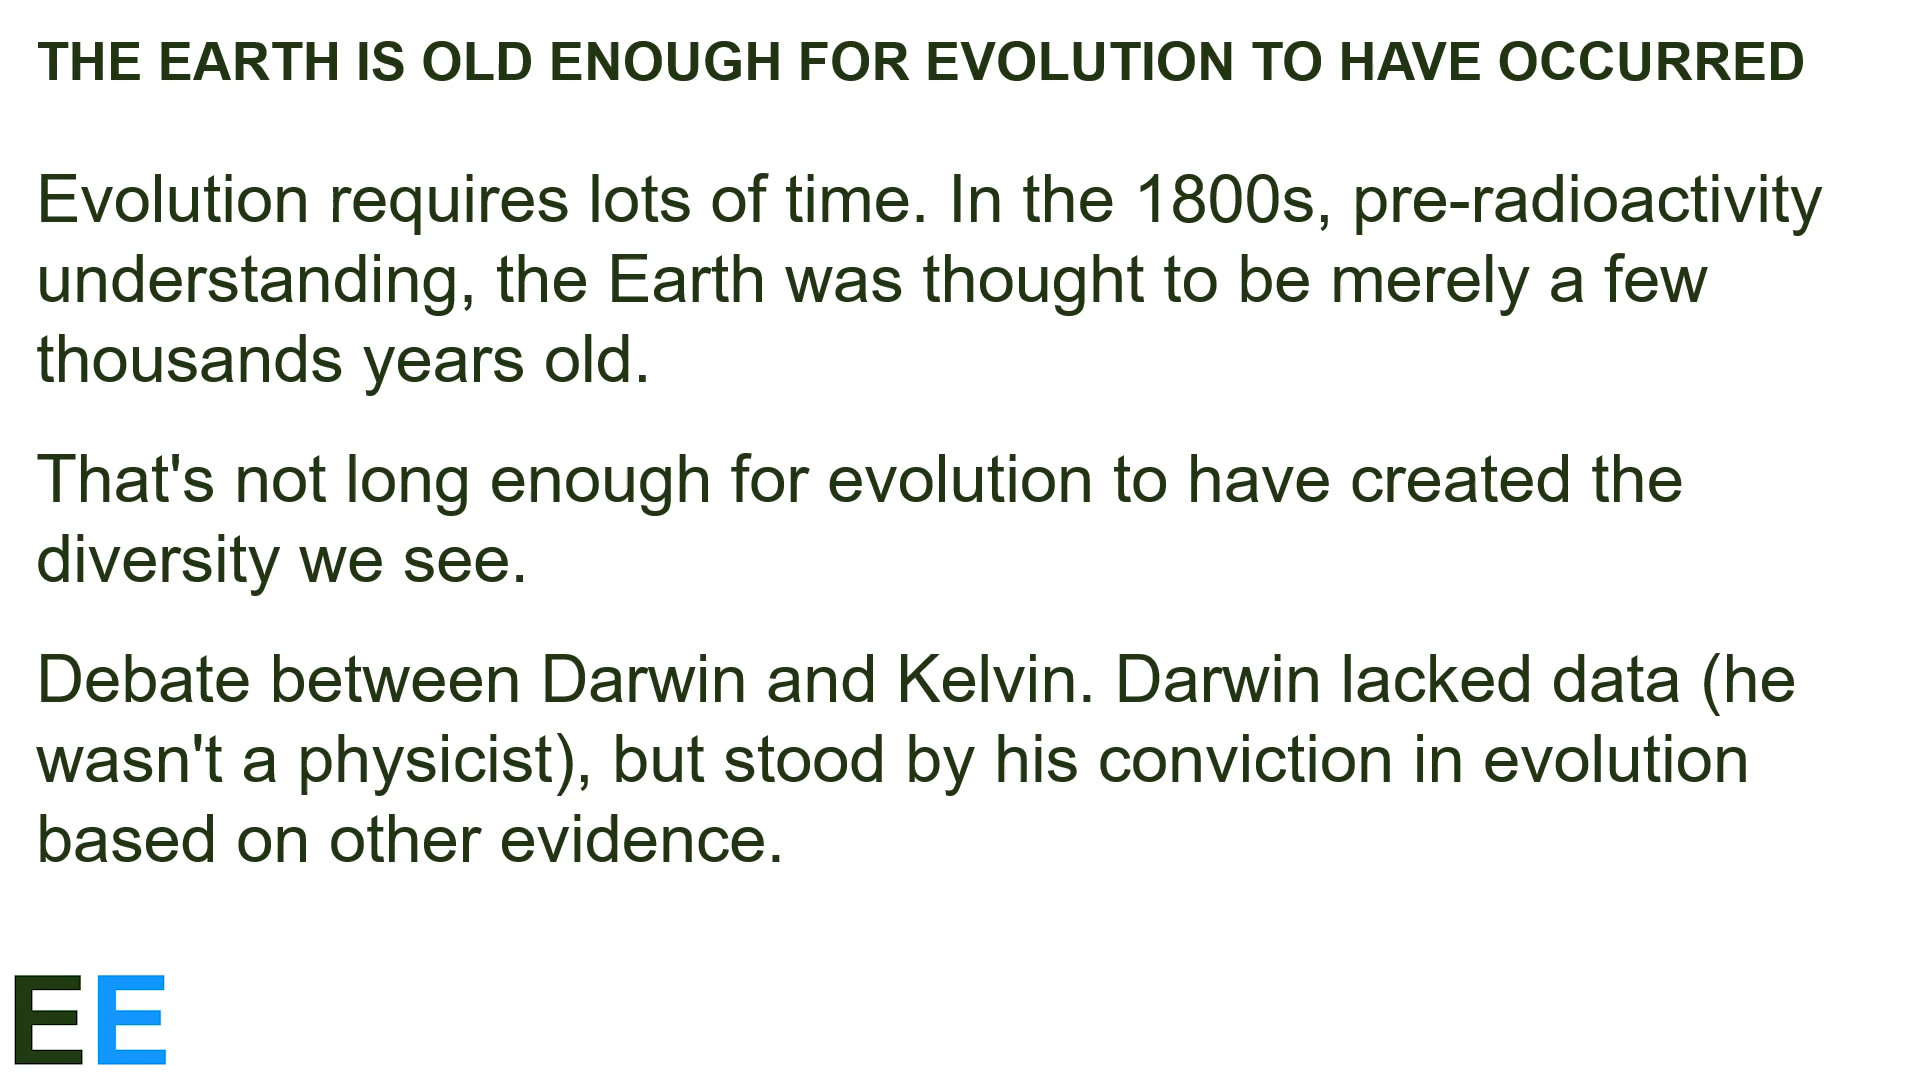 THE EARTH IS OLD ENOUGH FOR EVOLUTION TO HAVE OCCURRED
Evolution requires lots of time. In the 1800s, pre-radioactivity
understanding, the Earth was thought to be merely a few
thousands years old.
That's not long enough for evolution to have created the
diversity we see.
Debate between Darwin and Kelvin. Darwin lacked data (he
wasn't a physicist), but stood by his conviction in evolution
based on other evidence.
EE